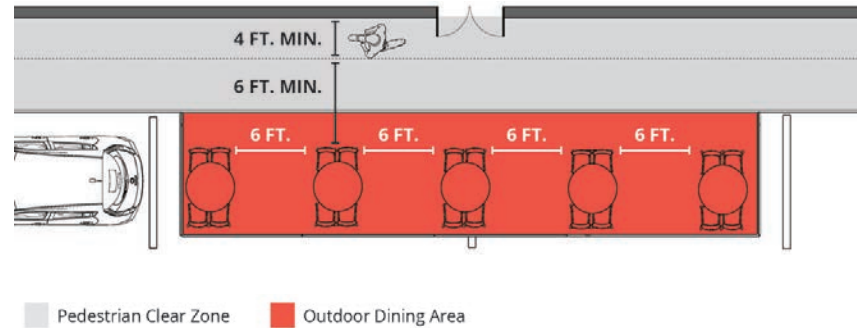 4 FT. MIN.
6 FT. MIN.
6 FT. 6 FT. 6 FT. 6 FT.
Pedestrian Clear Zone Outdoor Dining Area